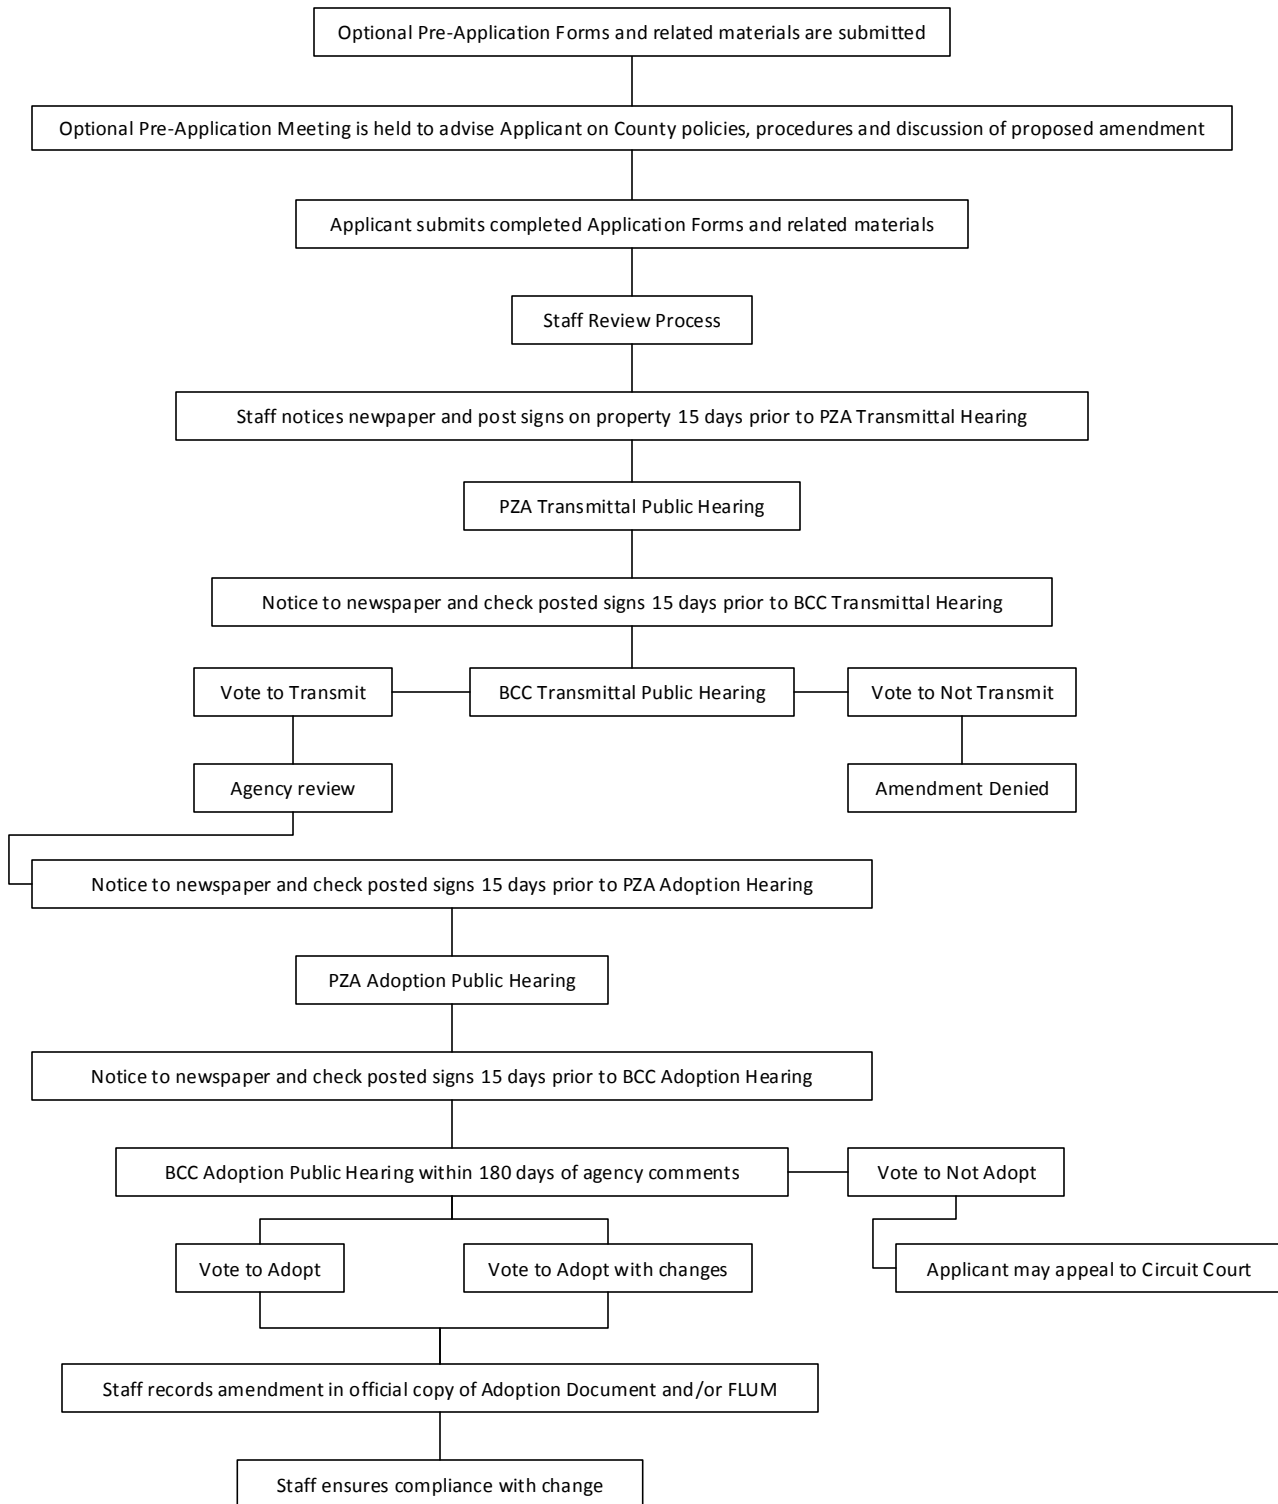 Optional Pre-Application Forms and related materials are submitted
Optional Pre-Application Meeting is held to advise Applicant on County policies, procedures and discussion of proposed amendment
Applicant submits completed Application Forms and related materials
Staff Review Process
Staff notices newspaper and post signs on property 15 days prior to PZA Transmittal Hearing
PZA Transmittal Public Hearing
Notice to newspaper and check posted signs 15 days prior to BCC Transmittal Hearing
Vote to Transmit
BCC Transmittal Public Hearing
Vote to Not Transmit
Agency review
Amendment Denied
Notice to newspaper and check posted signs 15 days prior to PZA Adoption Hearing
PZA Adoption Public Hearing
Notice to newspaper and check posted signs 15 days prior to BCC Adoption Hearing
BCC Adoption Public Hearing within 180 days of agency comments
Vote to Not Adopt
Vote to Adopt
Vote to Adopt with changes
Applicant may appeal to Circuit Court
Staff records amendment in official copy of Adoption Document and/or FLUM
Staff ensures compliance with change